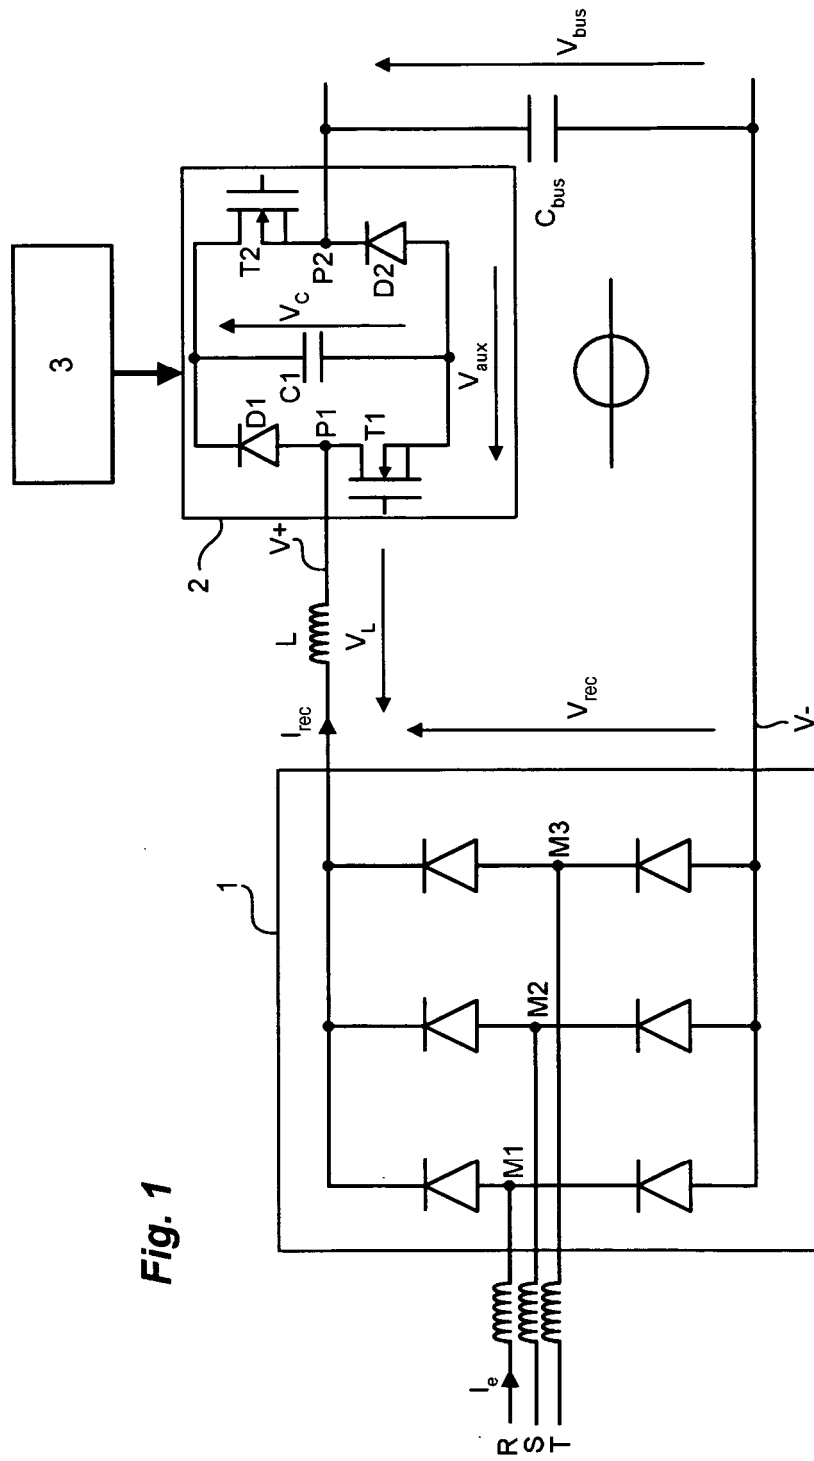 Fig. 1
3
2
1
T2
P2
D2
V_C
C1
D1
P1
T1
V_aux
V_bus
C_bus
V+
L
V_L
I_rec
V_rec
V-
M1
M2
M3
I_e
R
S
T